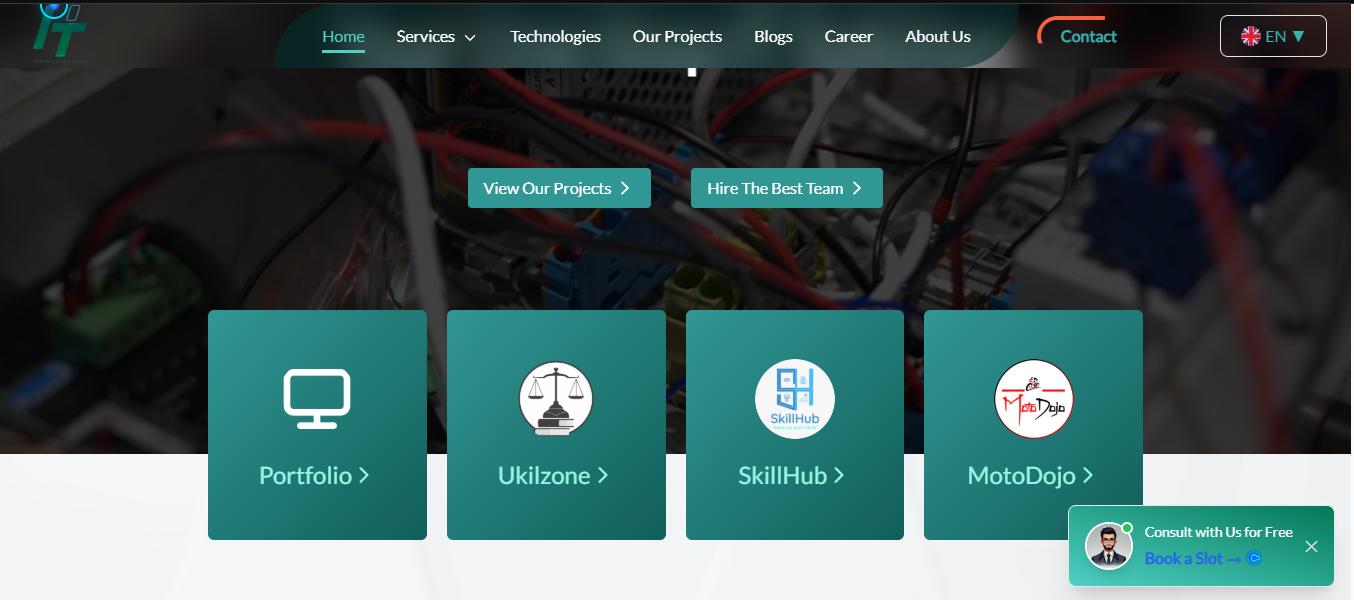 IT
Home
Services
Technologies
Our Projects
Blogs
Career
About Us
Contact
EN ▼
View Our Projects
Hire The Best Team
SkillHub
MotoDojo
Portfolio
Ukilzone
SkillHub
MotoDojo
Consult with Us for Free
Book a Slot →